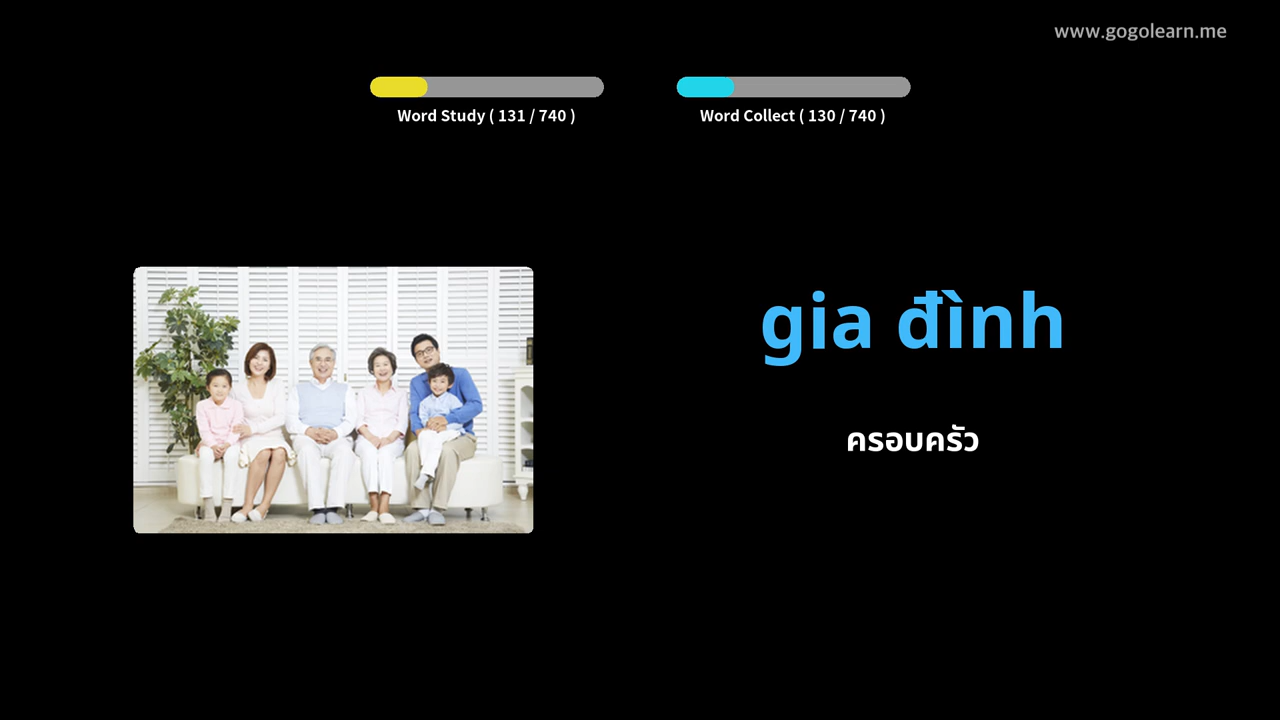 www.gogolearn.me
Word Study ( 131 / 740 )
Word Collect ( 130 / 740 )
gia đình
ครอบครัว